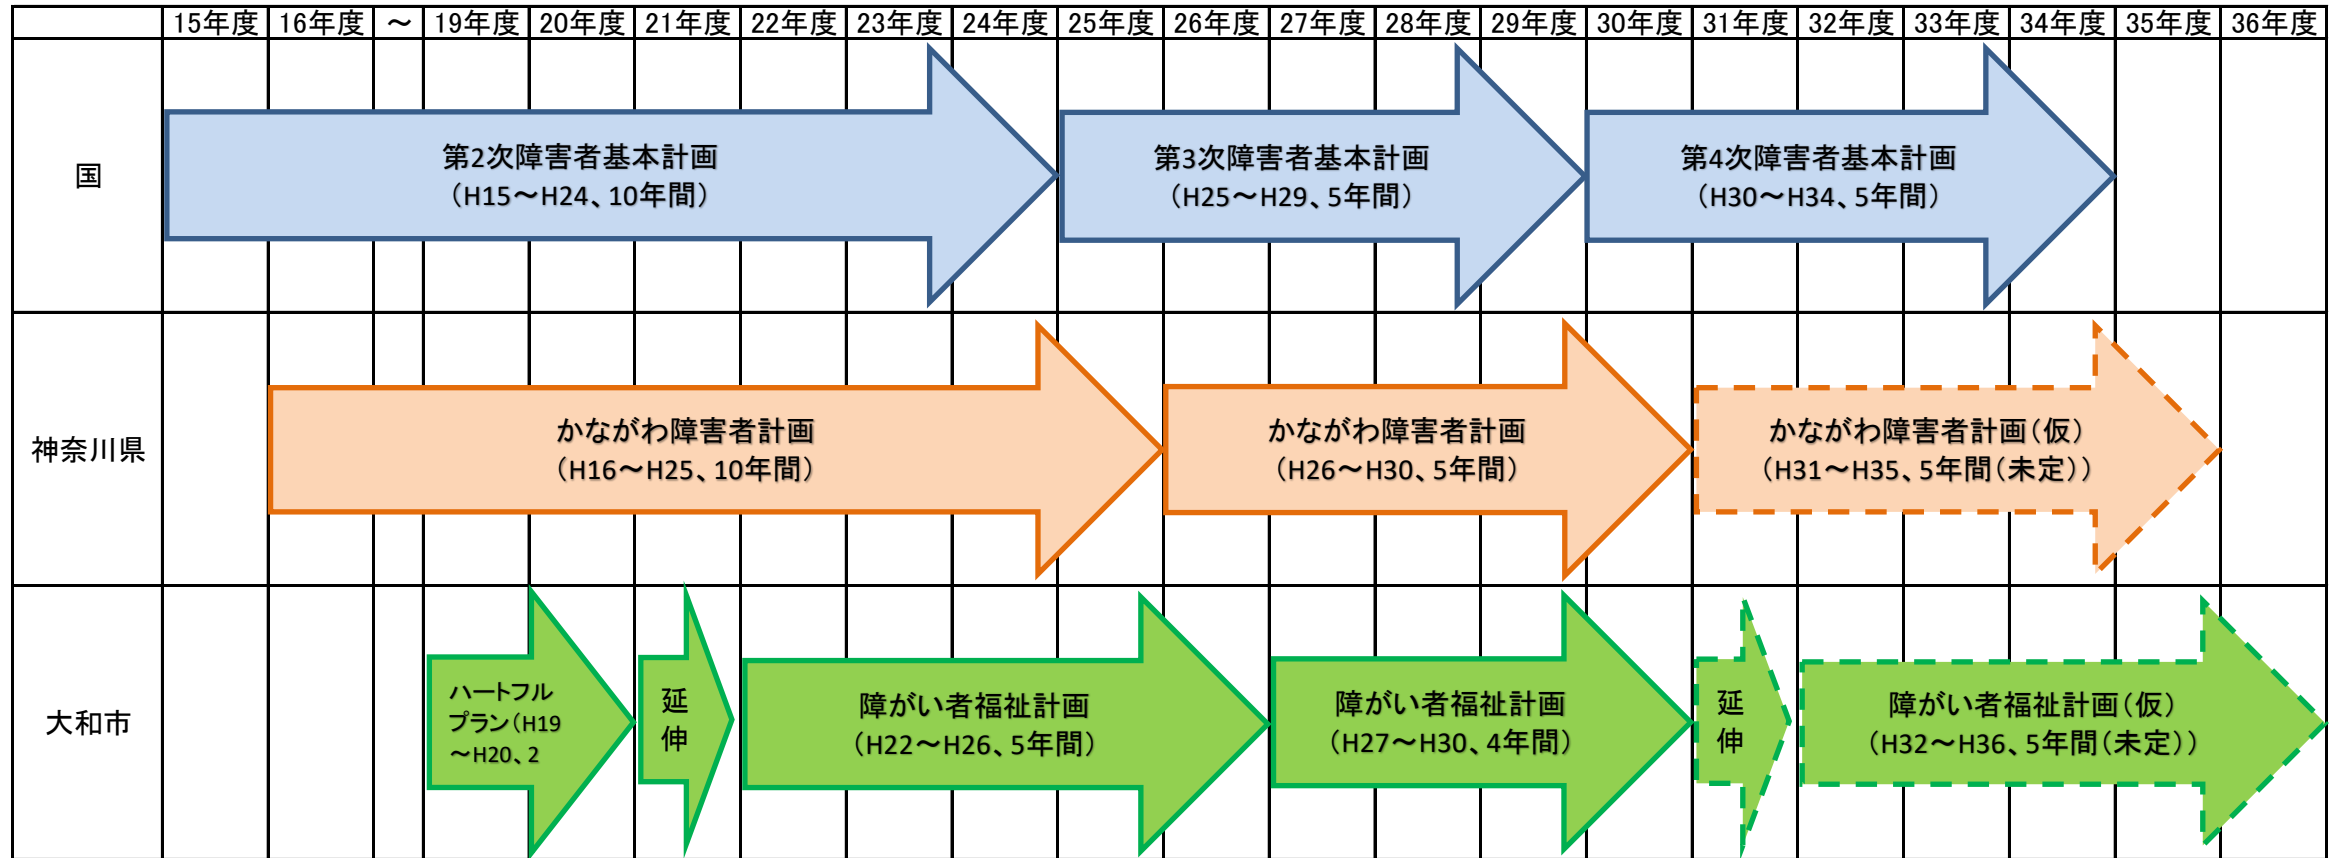 15年度 16年度 ～ 19年度 20年度 21年度 22年度 23年度 24年度 25年度 26年度 27年度 28年度 29年度 30年度 31年度 32年度 33年度 34年度 35年度 36年度
国
第2次障害者基本計画
（H15～H24、10年間）
第3次障害者基本計画
（H25～H29、5年間）
第4次障害者基本計画
（H30～H34、5年間）
神奈川県
かながわ障害者計画
（H16～H25、10年間）
かながわ障害者計画
（H26～H30、5年間）
かながわ障害者計画（仮）
（H31～H35、5年間（未定））
大和市
ハートフル
プラン（H19
～H20、2
延
伸
障がい者福祉計画
（H22～H26、5年間）
障がい者福祉計画
（H27～H30、4年間）
延
伸
障がい者福祉計画（仮）
（H32～H36、5年間（未定））